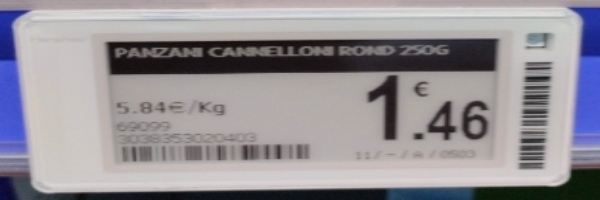 PANZANI CANNELLONI ROND 250G
1€.46
5.84€/Kg
69099
3038353020403
11/-/A/0503